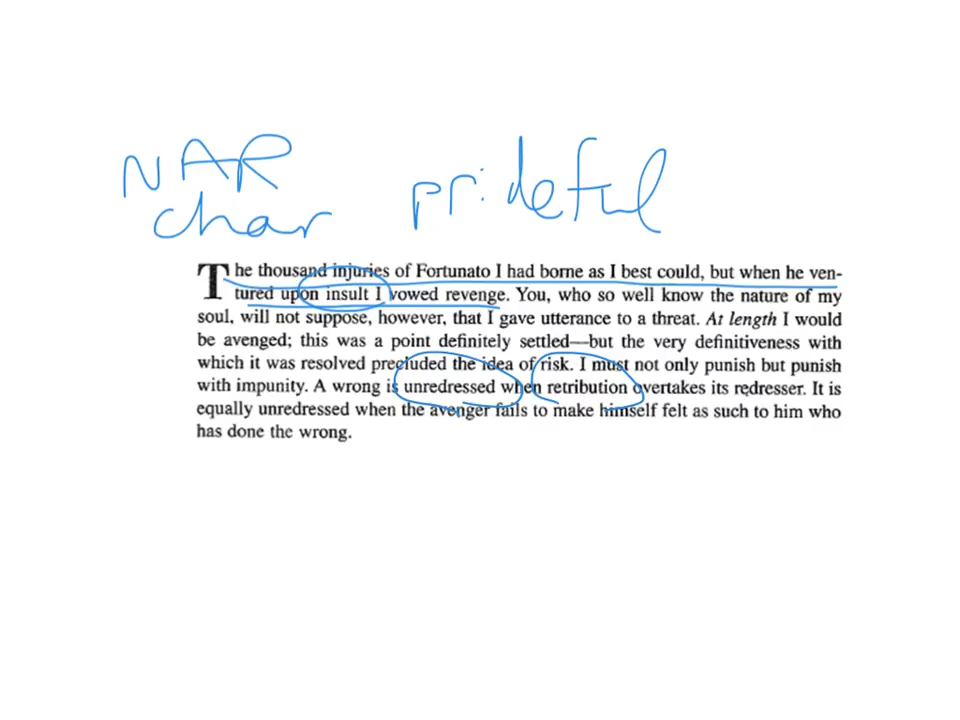 NAR
char prideful
The thousand injuries of Fortunato I had borne as I best could, but when he ven-
tured upon insult I vowed revenge. You, who so well know the nature of my
soul, will not suppose, however, that I gave utterance to a threat. At length I would
be avenged; this was a point definitely settled—but the very definitiveness with
which it was resolved precluded the idea of risk. I must not only punish but punish
with impunity. A wrong is unredressed when retribution overtakes its redresser. It is
equally unredressed when the avenger fails to make himself felt as such to him who
has done the wrong.